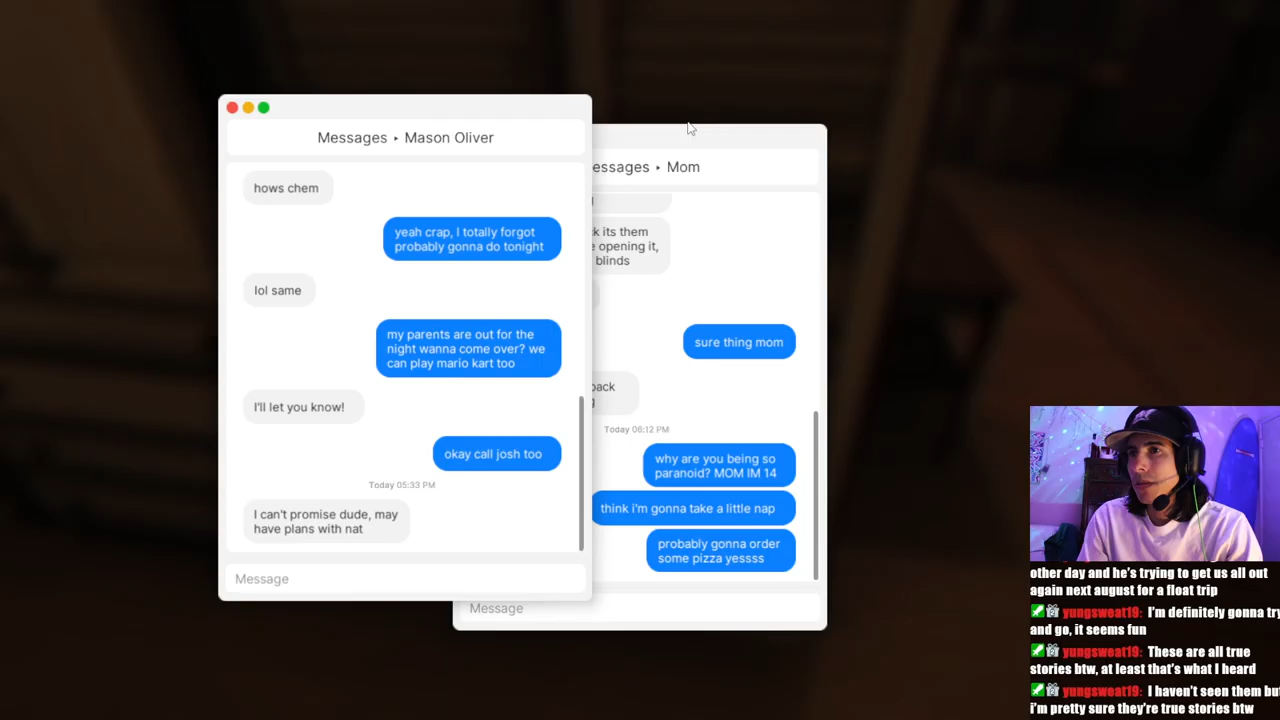 Messages ‣ Mason Oliver
hows chem
yeah crap, I totally forgot
probably gonna do tonight
lol same
my parents are out for the
night wanna come over? we
can play mario kart too
I'll let you know!
okay call josh too
Today 05:33 PM
I can't promise dude, may
have plans with nat
Message
essages ‣ Mom
k its them
e opening it,
blinds
sure thing mom
back
g
Today 06:12 PM
why are you being so
paranoid? MOM IM 14
think i'm gonna take a little nap
probably gonna order
some pizza yessss
Message
other day and he's trying to get us all out
again next august for a float trip
yungsweat19: I'm definitely gonna try
and go, it seems fun
yungsweat19: These are all true
stories btw, at least that's what I heard
yungsweat19: I haven't seen them but
i'm pretty sure they're true stories btw